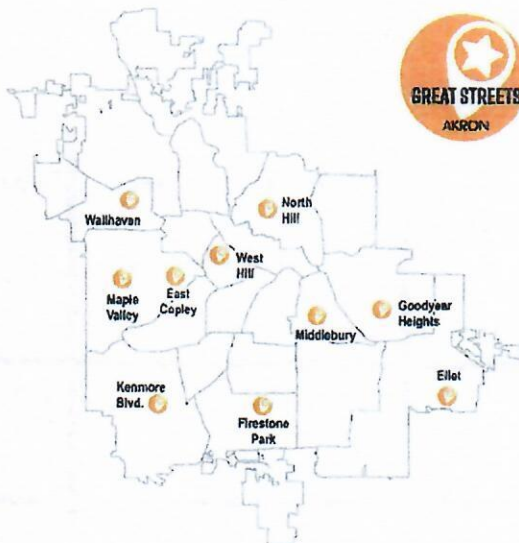 GREAT STREETS
AKRON
North
Hill
Wallhaven
West
Hill
Maple
Valley
East
Copley
Goodyear
Heights
Middlebury
Ellet
Kenmore
Blvd.
Firestone
Park